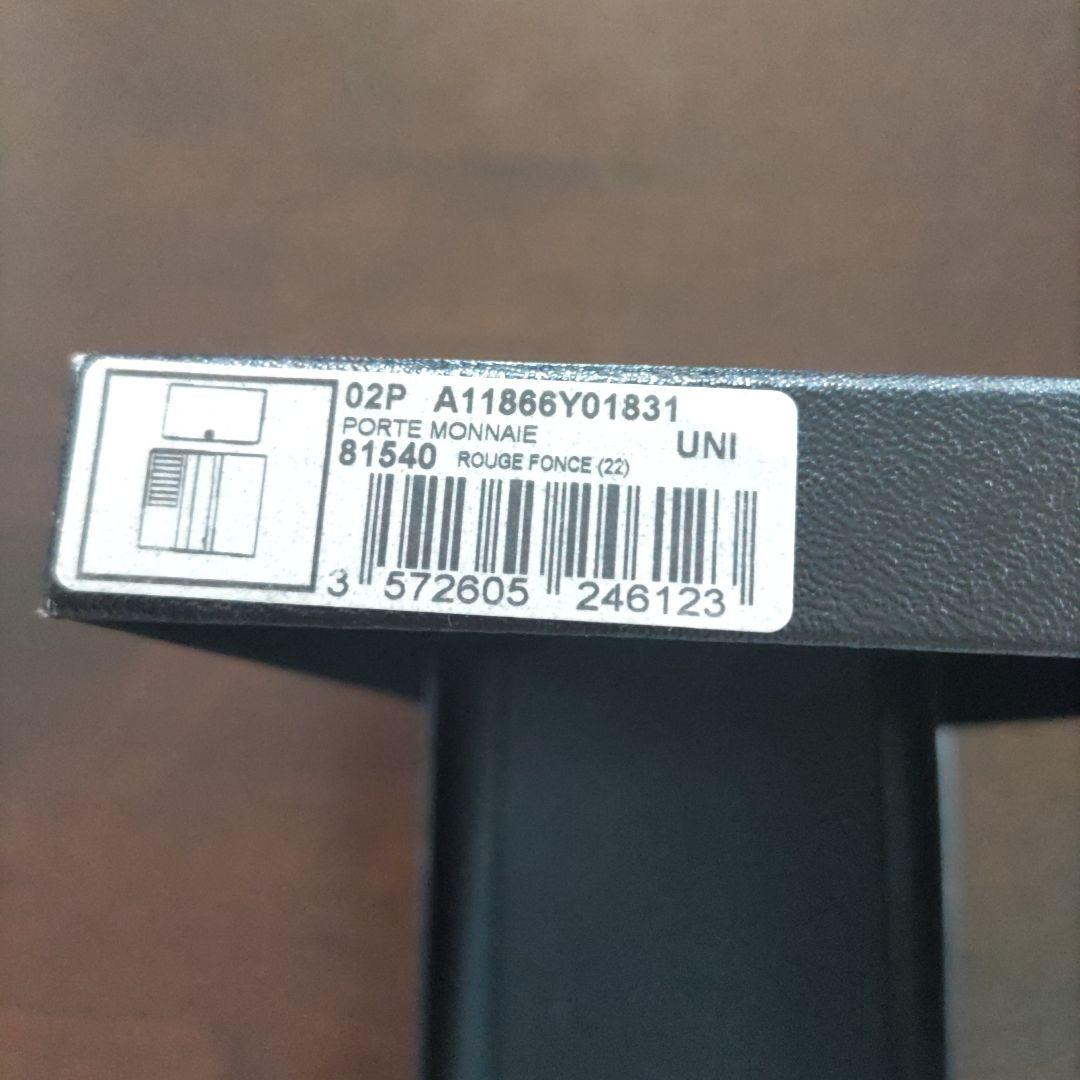 02P A11866Y01831
PORTE MONNAIE UNI
81540 ROUGE FONCE (22)
3 572605 246123